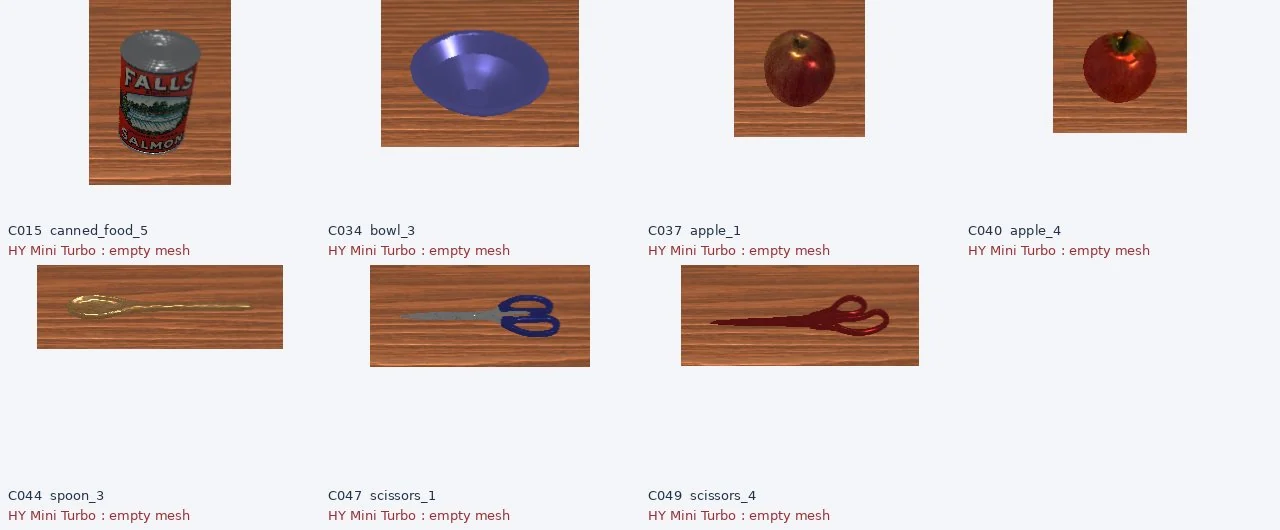 FALLS
SALMON
C015 canned_food_5
HY Mini Turbo : empty mesh
C034 bowl_3
HY Mini Turbo : empty mesh
C037 apple_1
HY Mini Turbo : empty mesh
C040 apple_4
HY Mini Turbo : empty mesh
C044 spoon_3
HY Mini Turbo : empty mesh
C047 scissors_1
HY Mini Turbo : empty mesh
C049 scissors_4
HY Mini Turbo : empty mesh